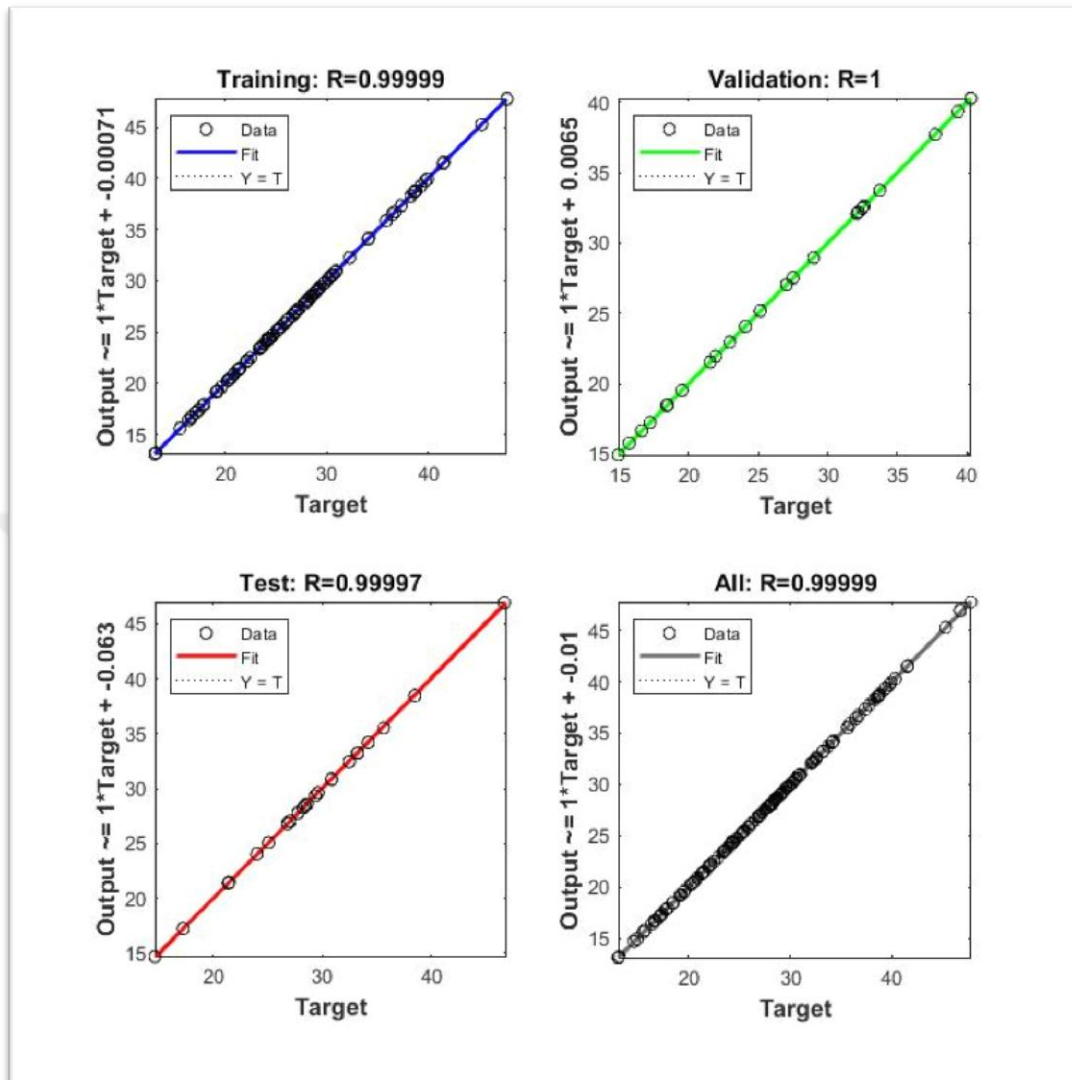 Training: R=0.99999
Output ~= 1*Target + -0.00071
45
40
35
30
25
20
15
Data
Fit
Y = T
20 30 40
Target
Validation: R=1
Output ~= 1*Target + 0.0065
40
35
30
25
20
15
Data
Fit
Y = T
15 20 25 30 35 40
Target
Test: R=0.99997
Output ~= 1*Target + -0.063
45
40
35
30
25
20
15
Data
Fit
Y = T
20 30 40
Target
All: R=0.99999
Output ~= 1*Target + -0.01
45
40
35
30
25
20
15
Data
Fit
Y = T
20 30 40
Target